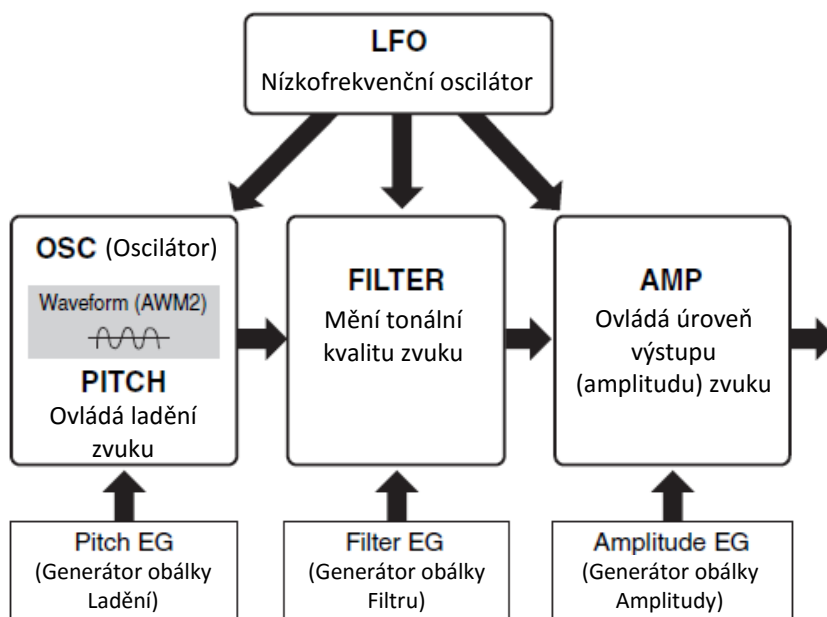 LFO
Nízkofrekvenční oscilátor
OSC (Oscilátor)
Waveform (AWM2)
PITCH
Ovládá ladění
zvuku
FILTER
Mění tonální
kvalitu zvuku
AMP
Ovládá úroveň
výstupu
(amplitudu) zvuku
Pitch EG
(Generátor obálky
Ladění)
Filter EG
(Generátor obálky
Filtru)
Amplitude EG
(Generátor obálky
Amplitudy)